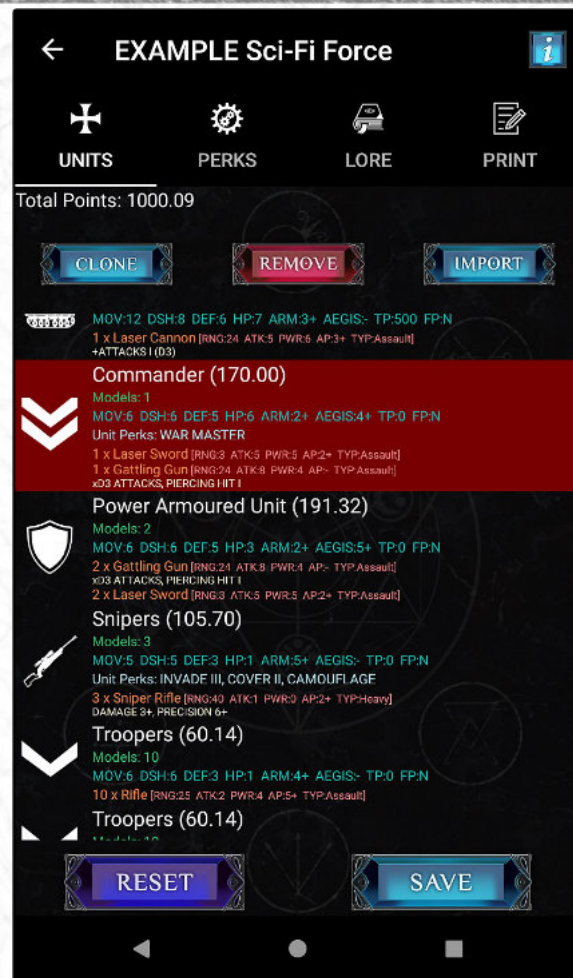 EXAMPLE Sci-Fi Force
i
UNITS
PERKS
LORE
PRINT
Total Points: 1000.09
CLONE
REMOVE
IMPORT
MOV:12 DSH:8 DEF:6 HP:7 ARM:3+ AEGIS:- TP:500 FP:N
1 x Laser Cannon [RNG:24 ATK:5 PWR:6 AP:3+ TYP:Assault]
+ATTACKS I (D3)
Commander (170.00)
Models: 1
MOV:6 DSH:6 DEF:5 HP:6 ARM:2+ AEGIS:4+ TP:0 FP:N
Unit Perks: WAR MASTER
1 x Laser Sword [RNG:3 ATK:5 PWR:5 AP:2+ TYP:Assault]
1 x Gattling Gun [RNG:24 ATK:8 PWR:4 AP:- TYP:Assault]
xD3 ATTACKS, PIERCING HIT I
Power Armoured Unit (191.32)
Models: 2
MOV:6 DSH:6 DEF:5 HP:3 ARM:2+ AEGIS:5+ TP:0 FP:N
2 x Gattling Gun [RNG:24 ATK:8 PWR:4 AP:- TYP:Assault]
xD3 ATTACKS, PIERCING HIT I
2 x Laser Sword [RNG:3 ATK:5 PWR:5 AP:2+ TYP:Assault]
Snipers (105.70)
Models: 3
MOV:5 DSH:5 DEF:3 HP:1 ARM:5+ AEGIS:- TP:0 FP:N
Unit Perks: INVADE III, COVER II, CAMOUFLAGE
3 x Sniper Rifle [RNG:40 ATK:1 PWR:0 AP:2+ TYP:Heavy]
DAMAGE 3+, PRECISION 6+
Troopers (60.14)
Models: 10
MOV:6 DSH:6 DEF:3 HP:1 ARM:4+ AEGIS:- TP:0 FP:N
10 x Rifle [RNG:25 ATK:2 PWR:4 AP:5+ TYP:Assault]
Troopers (60.14)
RESET
SAVE